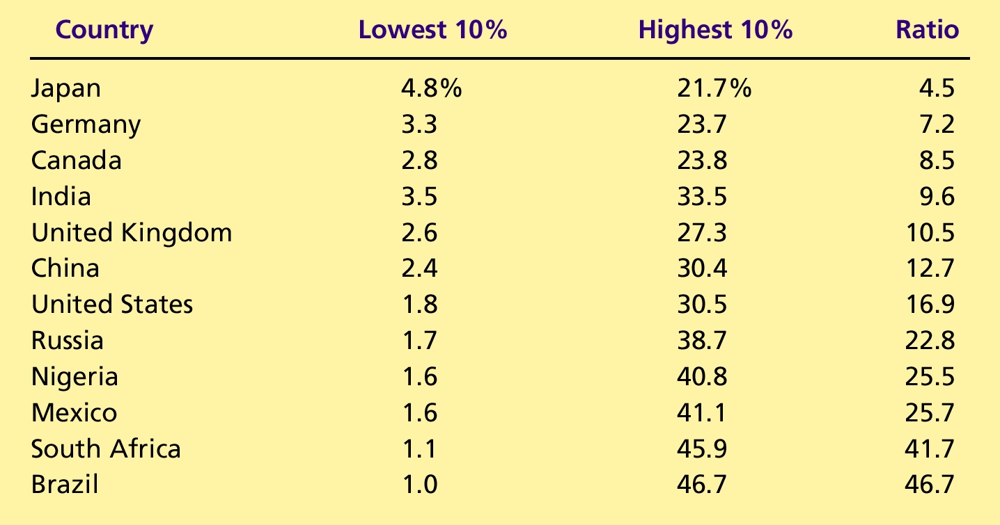 Country Lowest 10% Highest 10% Ratio
Japan 4.8% 21.7% 4.5
Germany 3.3 23.7 7.2
Canada 2.8 23.8 8.5
India 3.5 33.5 9.6
United Kingdom 2.6 27.3 10.5
China 2.4 30.4 12.7
United States 1.8 30.5 16.9
Russia 1.7 38.7 22.8
Nigeria 1.6 40.8 25.5
Mexico 1.6 41.1 25.7
South Africa 1.1 45.9 41.7
Brazil 1.0 46.7 46.7